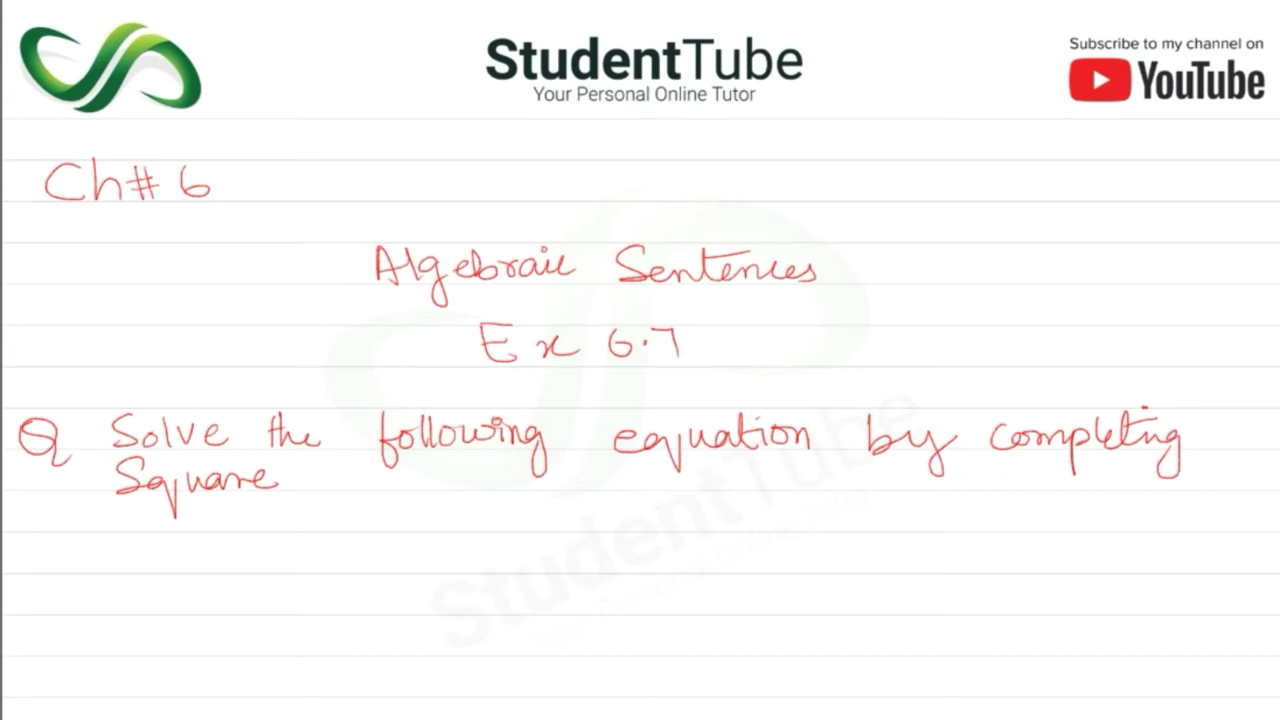 StudentTube
Your Personal Online Tutor
Subscribe to my channel on
YouTube
Ch# 6
Algebraic Sentences
Ex 6.7
Q Solve the following equation by completing
Square
StudentTube